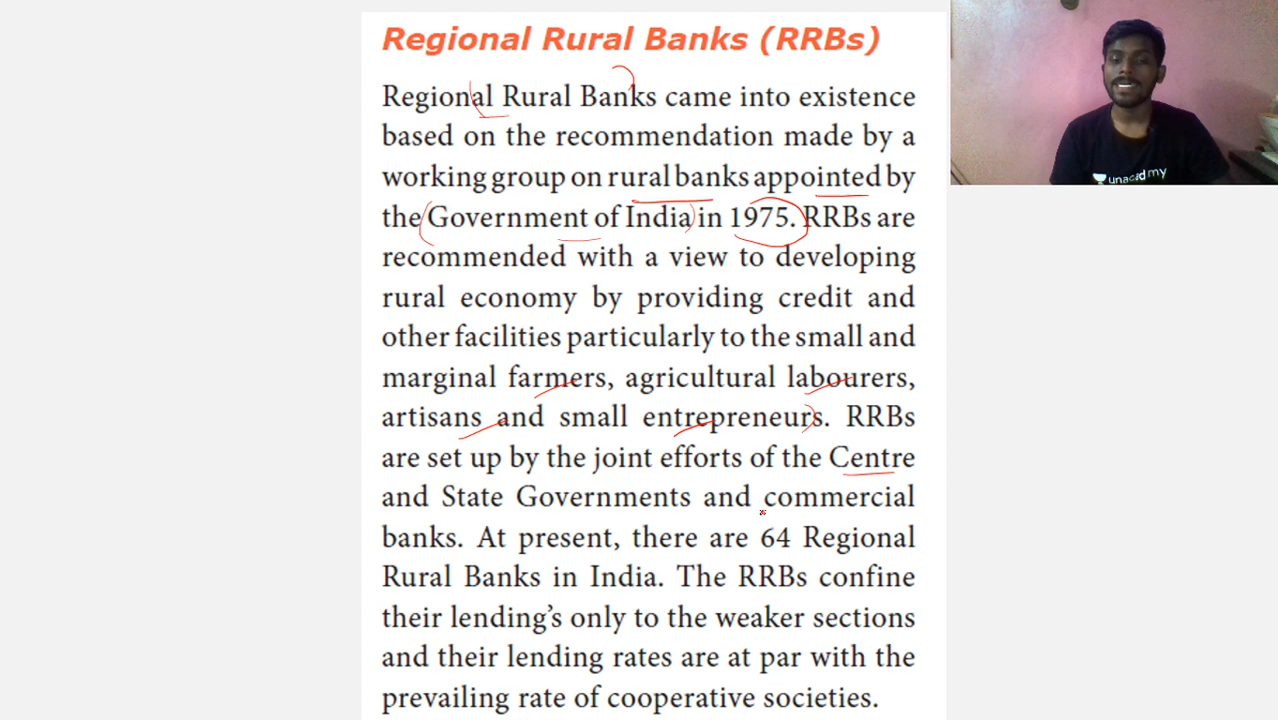 Regional Rural Banks (RRBs)
Regional Rural Banks came into existence
based on the recommendation made by a
working group on rural banks appointed by
the Government of India in 1975. RRBs are
recommended with a view to developing
rural economy by providing credit and
other facilities particularly to the small and
marginal farmers, agricultural labourers,
artisans and small entrepreneurs. RRBs
are set up by the joint efforts of the Centre
and State Governments and commercial
banks. At present, there are 64 Regional
Rural Banks in India. The RRBs confine
their lending’s only to the weaker sections
and their lending rates are at par with the
prevailing rate of cooperative societies.
unacademy